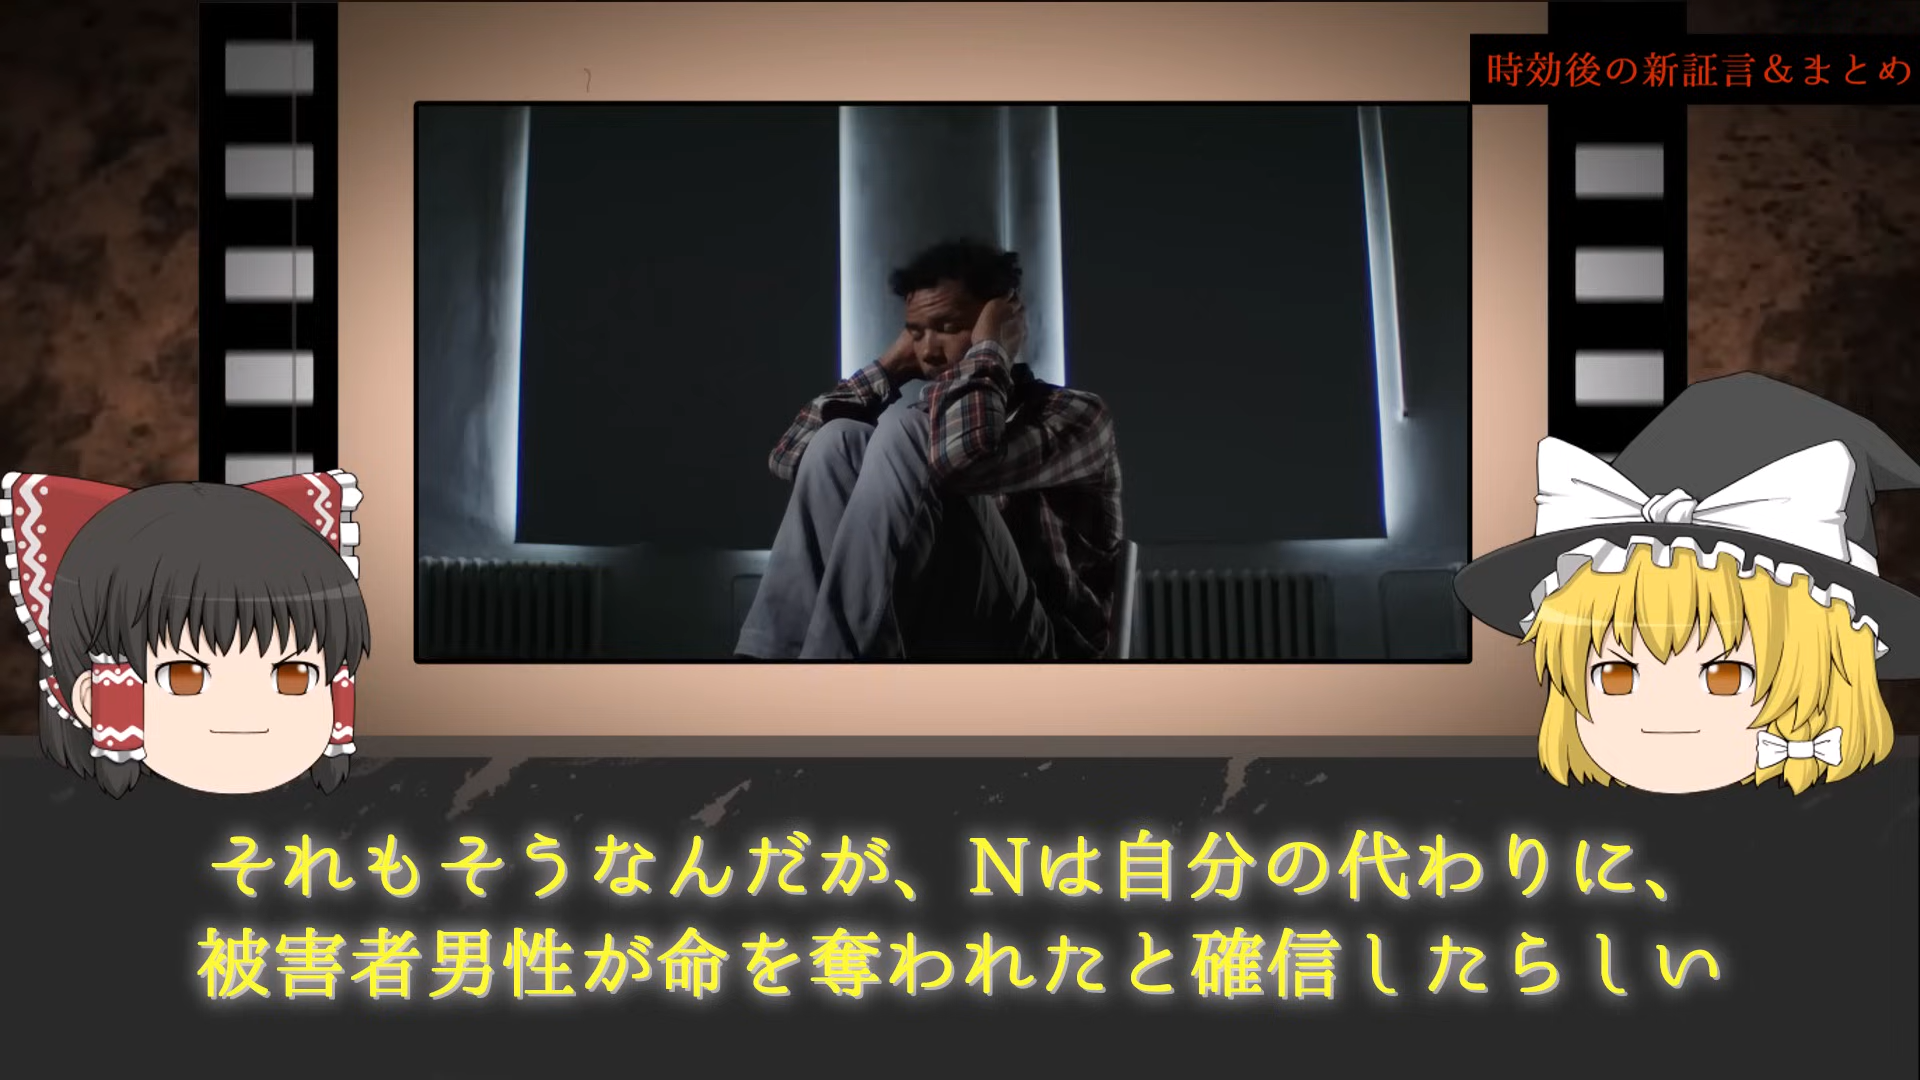 時効後の新証言＆まとめ
それもそうなんだが、Nは自分の代わりに、
被害者男性が命を奪われたと確信したらしい